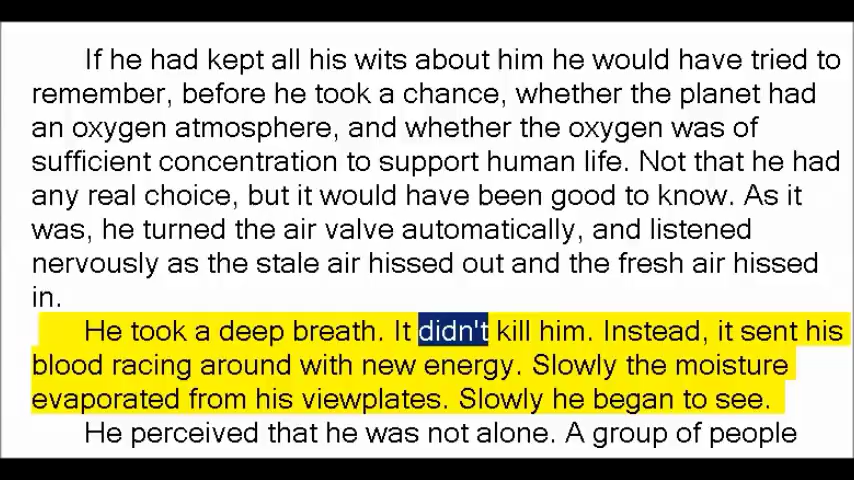 If he had kept all his wits about him he would have tried to
remember, before he took a chance, whether the planet had
an oxygen atmosphere, and whether the oxygen was of
sufficient concentration to support human life. Not that he had
any real choice, but it would have been good to know. As it
was, he turned the air valve automatically, and listened
nervously as the stale air hissed out and the fresh air hissed
in.
He took a deep breath. It didn't kill him. Instead, it sent his
blood racing around with new energy. Slowly the moisture
evaporated from his viewplates. Slowly he began to see.
He perceived that he was not alone. A group of people